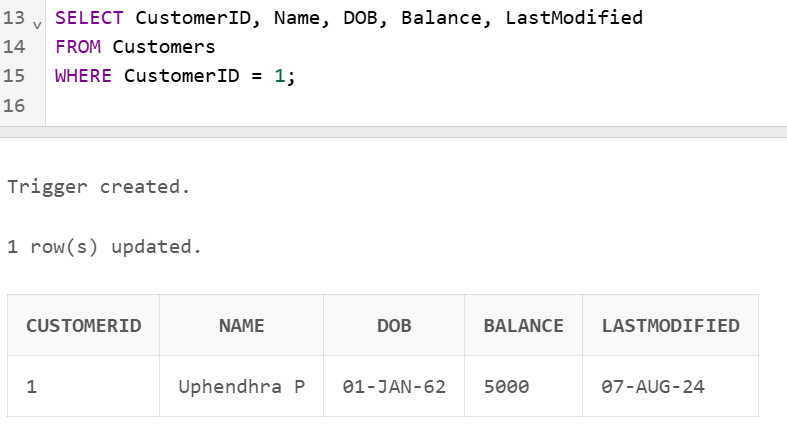 13 SELECT CustomerID, Name, DOB, Balance, LastModified
14 FROM Customers
15 WHERE CustomerID = 1;
16
Trigger created.
1 row(s) updated.
CUSTOMERID NAME DOB BALANCE LASTMODIFIED
1 Uphendhra P 01-JAN-62 5000 07-AUG-24